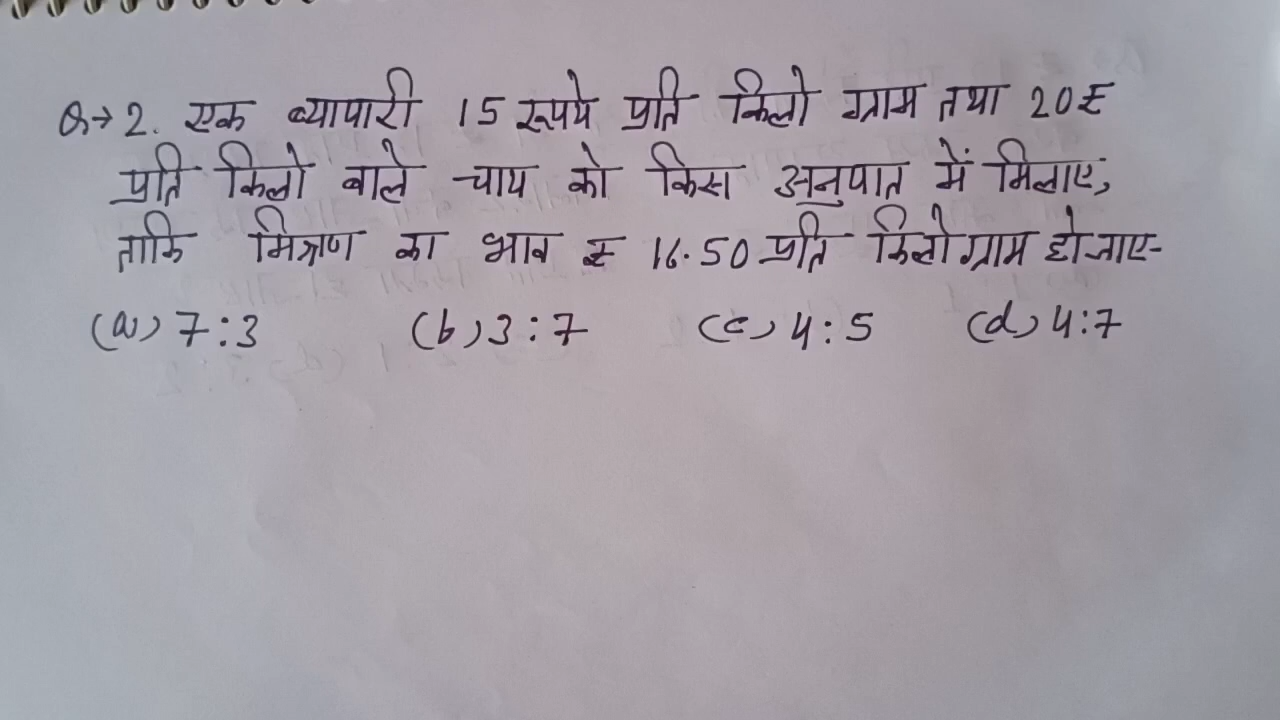 Q→2. एक व्यापारी 15 रूपये प्रति किलो ग्राम तथा 20₹
प्रति किलो वाले चाय को किस अनुपात में मिलाए,
ताकि मिश्रण का भाव ₹ 16.50 प्रति किलोग्राम हो जाए-
(a) 7:3 (b) 3:7 (c) 4:5 (d) 4:7